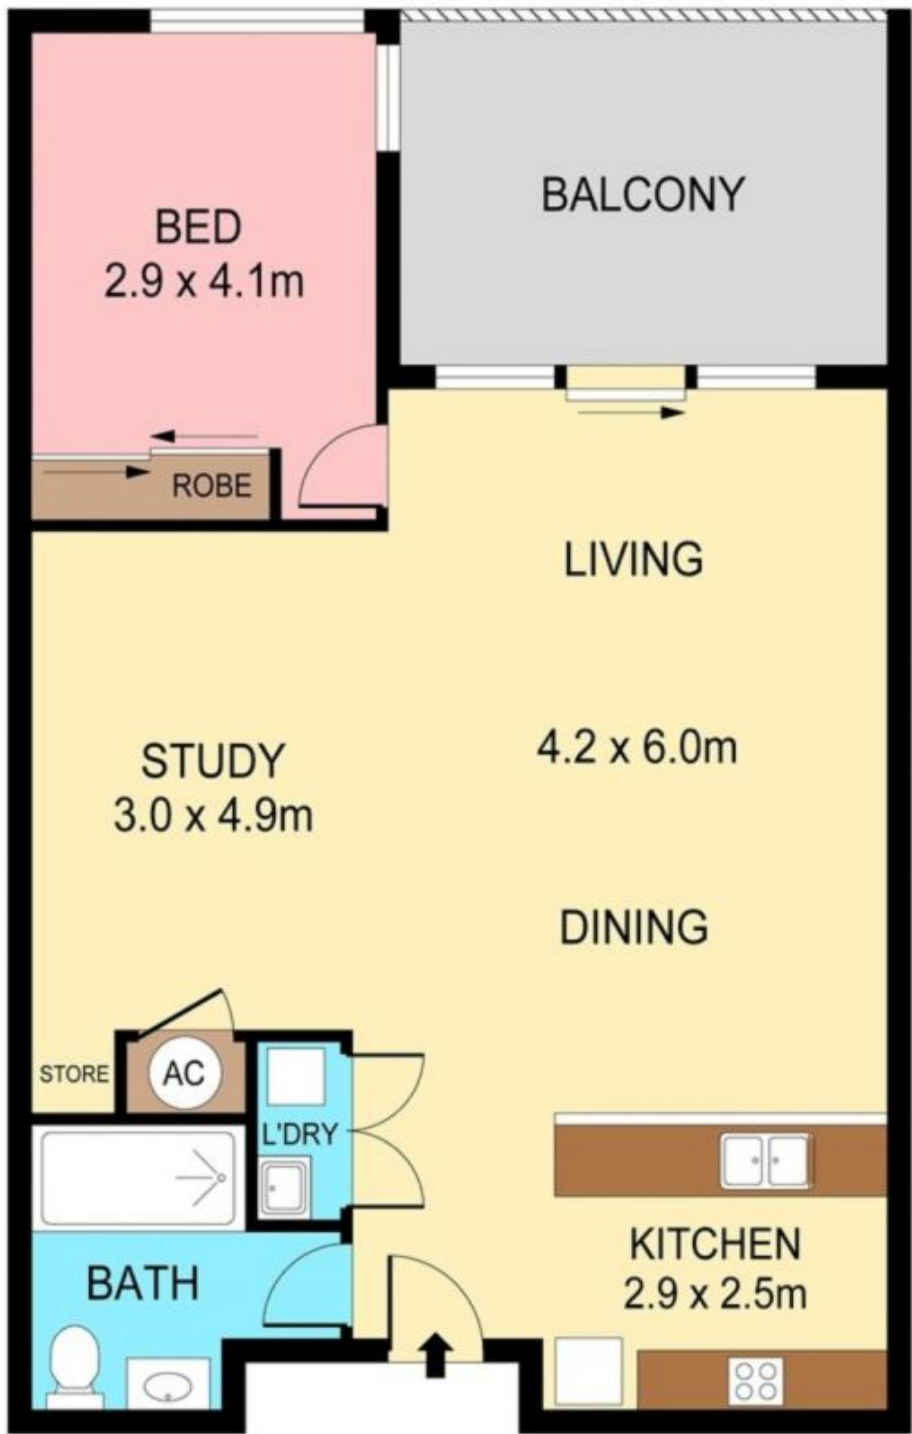 BALCONY
BED
2.9 x 4.1m
ROBE
LIVING
4.2 x 6.0m
STUDY
3.0 x 4.9m
DINING
STORE
AC
L'DRY
BATH
KITCHEN
2.9 x 2.5m